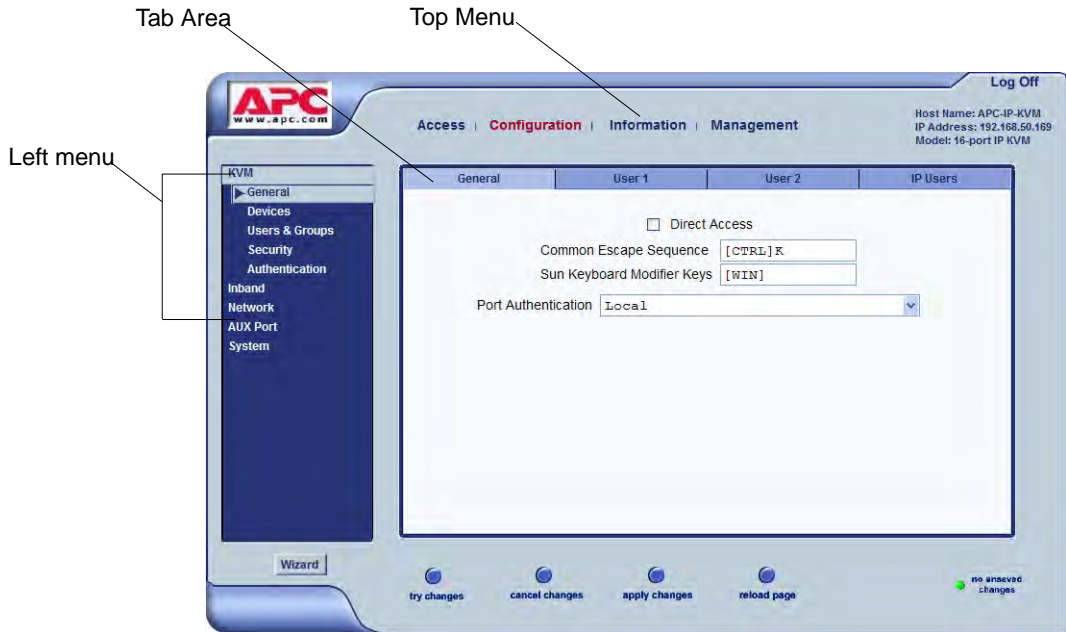 Tab Area
Top Menu
Left menu
APC
www.apc.com
Log Off
Access | Configuration | Information | Management
Host Name: APC-IP-KVM
IP Address: 192.168.50.169
Model: 16-port IP KVM
KVM
General
Devices
Users & Groups
Security
Authentication
Inband
Network
AUX Port
System
General
User 1
User 2
IP Users
Direct Access
Common Escape Sequence [CTRL]K
Sun Keyboard Modifier Keys [WIN]
Port Authentication Local
Wizard
try changes
cancel changes
apply changes
reload page
no unsaved
changes